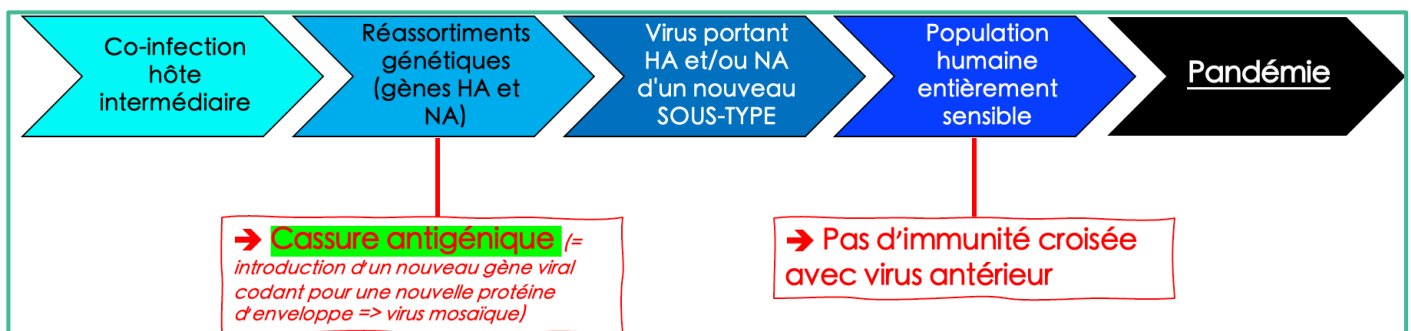 Co-infection
hôte
intermédiaire
Réassortiments
génétiques
(gènes HA et
NA)
Virus portant
HA et/ou NA
d'un nouveau
SOUS-TYPE
Population
humaine
entièrement
sensible
Pandémie
➔ Cassure antigénique (=
introduction d'un nouveau gène viral
codant pour une nouvelle protéine
d'enveloppe => virus mosaïque)
➔ Pas d'immunité croisée
avec virus antérieur